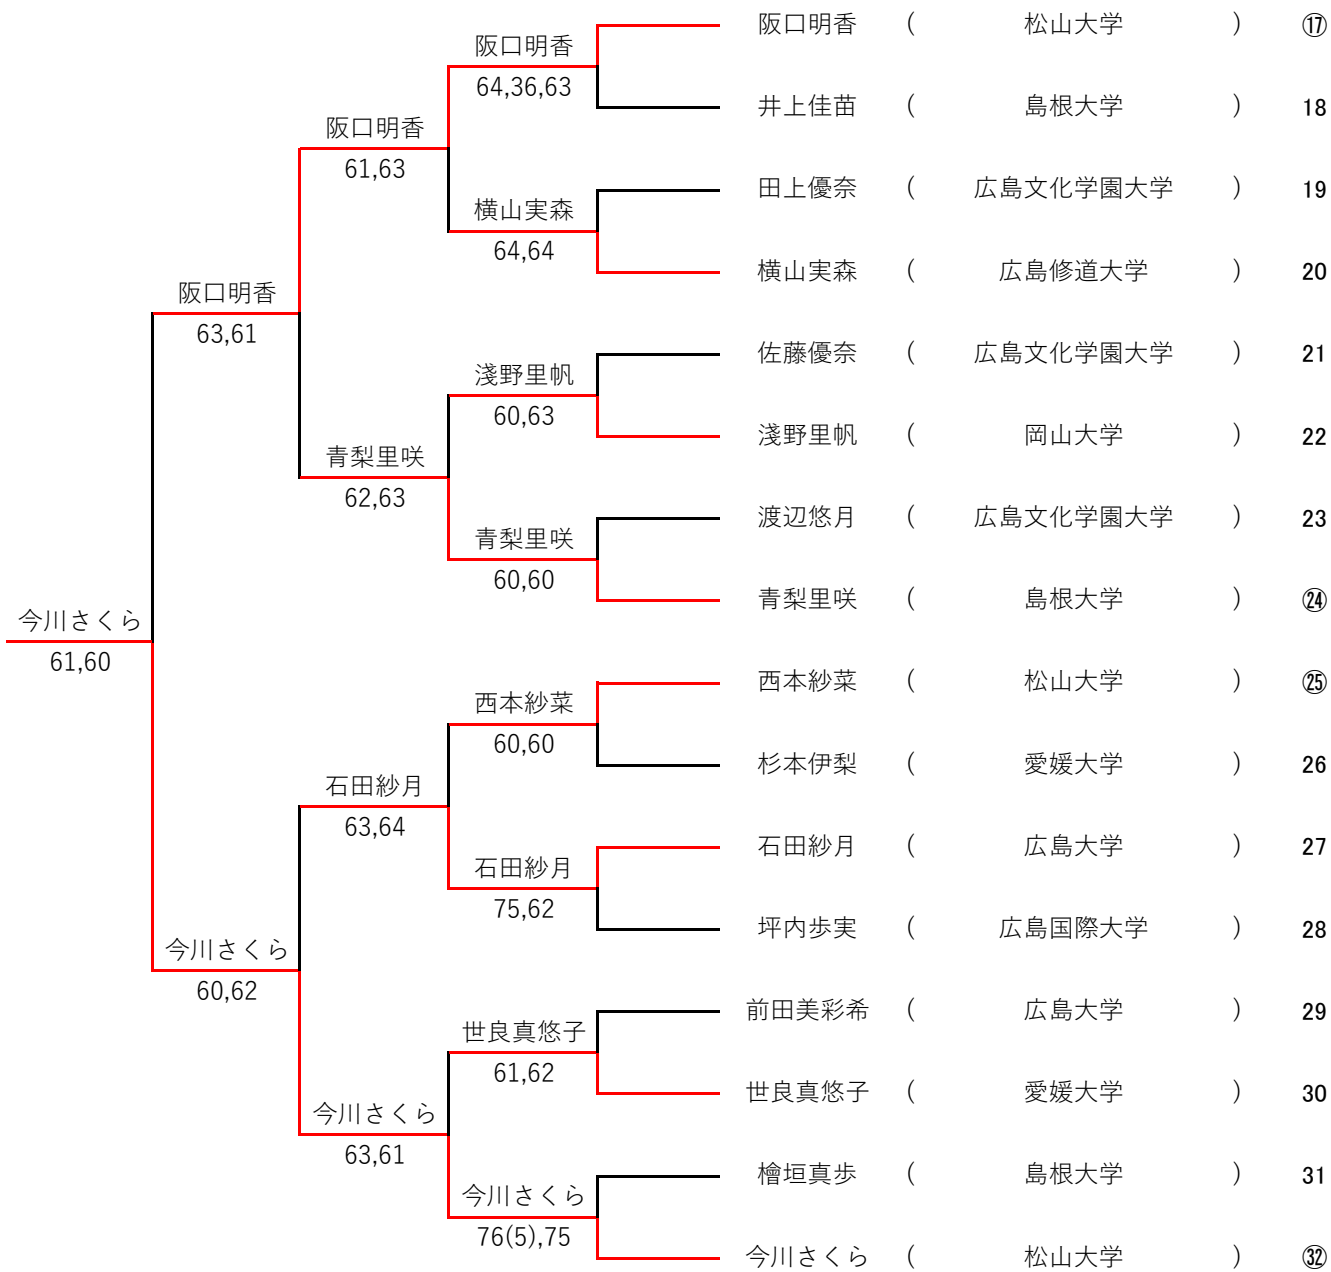 阪口明香 ( 松山大学 ) ⑰
阪口明香
64,36,63
井上佳苗 ( 島根大学 ) 18
阪口明香
61,63
田上優奈 ( 広島文化学園大学 ) 19
横山実森
64,64
横山実森 ( 広島修道大学 ) 20
阪口明香
63,61
佐藤優奈 ( 広島文化学園大学 ) 21
淺野里帆
60,63
淺野里帆 ( 岡山大学 ) 22
青梨里咲
62,63
渡辺悠月 ( 広島文化学園大学 ) 23
青梨里咲
60,60
青梨里咲 ( 島根大学 ) ㉔
今川さくら
61,60
西本紗菜 ( 松山大学 ) ㉕
西本紗菜
60,60
杉本伊梨 ( 愛媛大学 ) 26
石田紗月
63,64
石田紗月 ( 広島大学 ) 27
石田紗月
75,62
坪内歩実 ( 広島国際大学 ) 28
今川さくら
60,62
前田美彩希 ( 広島大学 ) 29
世良真悠子
61,62
世良真悠子 ( 愛媛大学 ) 30
今川さくら
63,61
檜垣真歩 ( 島根大学 ) 31
今川さくら
76(5),75
今川さくら ( 松山大学 ) ㉜